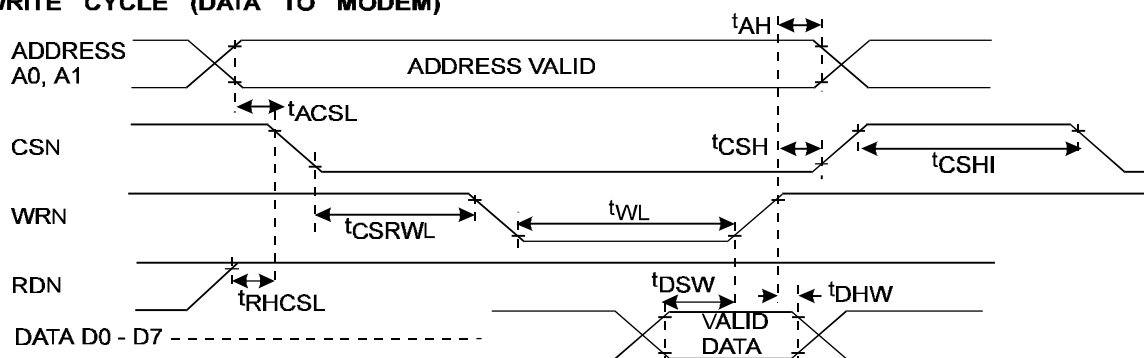 WRITE CYCLE (DATA TO MODEM)
tAH
ADDRESS
A0, A1
ADDRESS VALID
tACSL
CSN
tCSH
tCSHI
WRN
tCSRWL
tWL
RDN
tRHCSL
tDSW
tDHW
DATA D0 - D7
VALID
DATA